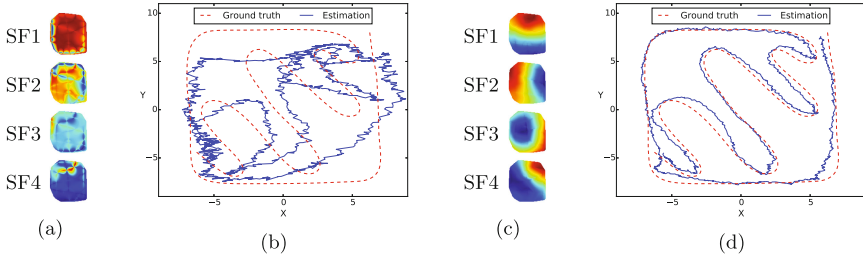 SF1
SF2
SF3
SF4
(a)
Ground truth
Estimation
10
5
0
−5
Y
−5
0
5
X
(b)
SF1
SF2
SF3
SF4
(c)
Ground truth
Estimation
10
5
0
−5
Y
−5
0
5
X
(d)